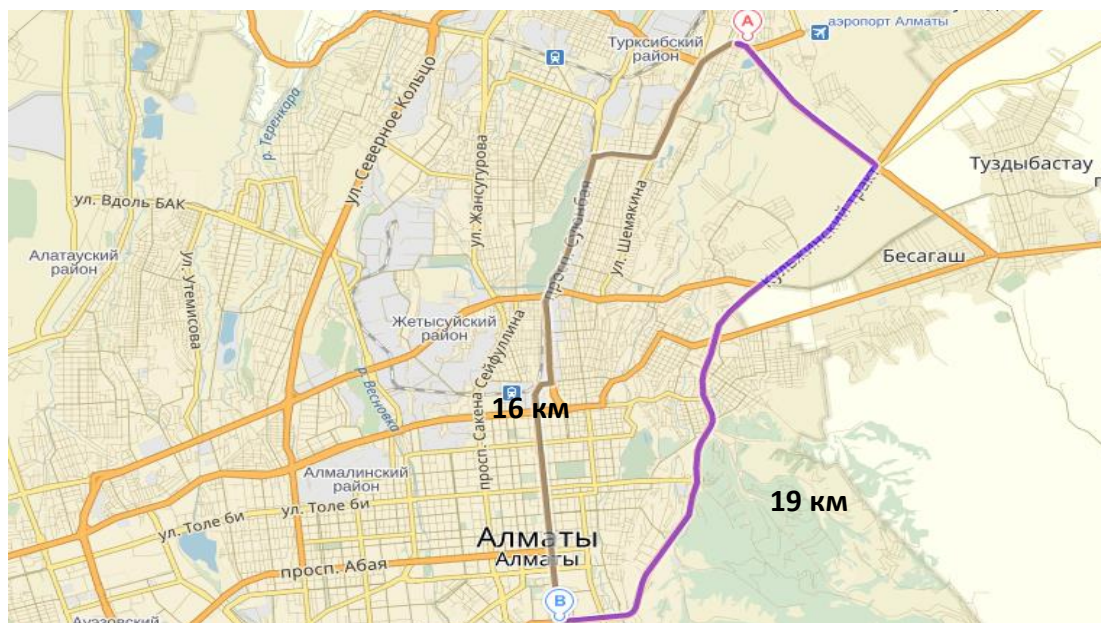 A
аэропорт Алматы
Турксибский
район
р. Теренкара
ул. Северное Кольцо
ул. Жансугурова
Туздыбастау
ул. Вдоль БАК
ул. Шемякина
просп. Суюнбая
Кульжинский тракт
Алатауский
район
ул. Утемисова
Бесагаш
Жетысуйский
район
просп. Сакена Сейфуллина
р. Весновка
16 км
Алмалинский
район
19 км
ул. Толе би
ул. Толе би
Алматы
Алматы
просп. Абая
B
Ауэзовский